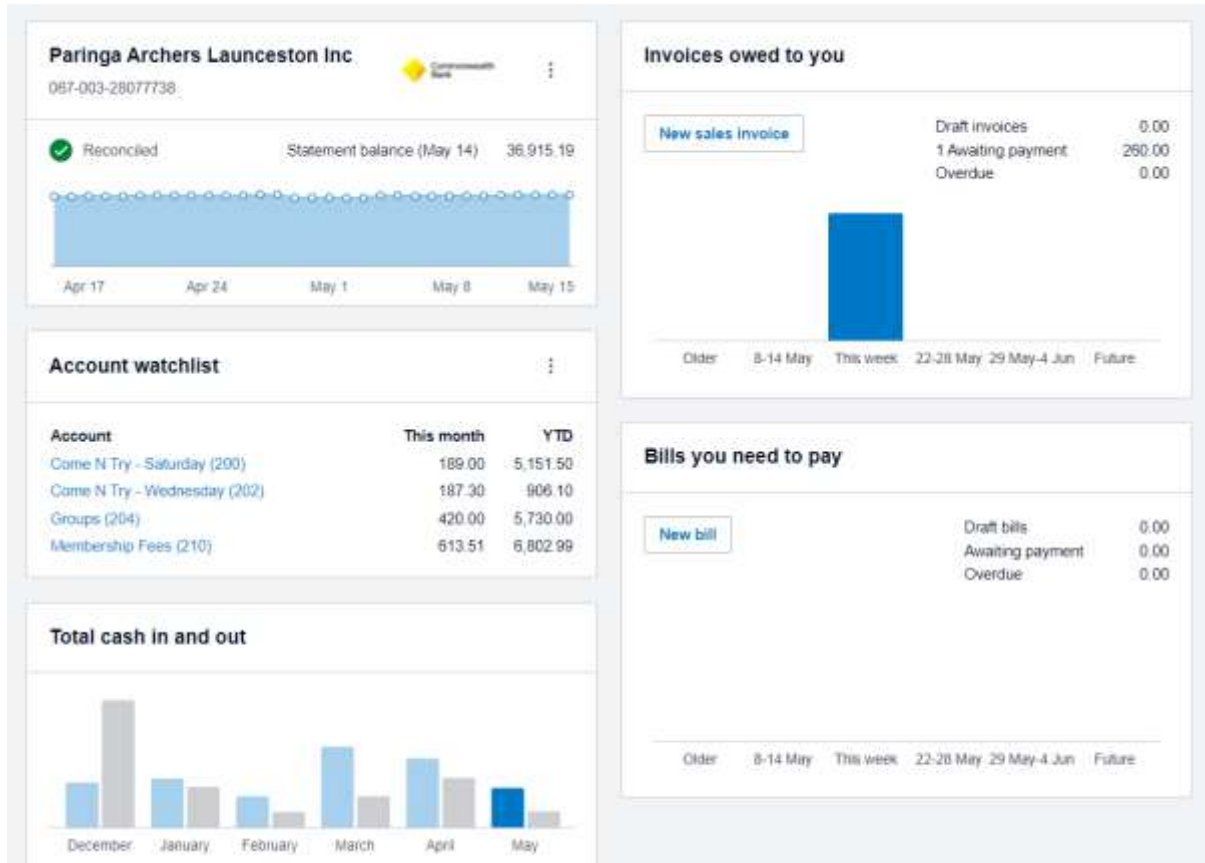 Paringa Archers Launceston Inc
067-003-28077738
Commonwealth
Bank
Reconciled Statement balance (May 14) 36,915.19
Apr 17 Apr 24 May 1 May 8 May 15
Account watchlist
Account This month YTD
Come N Try - Saturday (200) 189.00 5,151.50
Come N Try - Wednesday (202) 187.30 906.10
Groups (204) 420.00 5,730.00
Membership Fees (210) 613.51 6,802.99
Total cash in and out
December January February March April May
Invoices owed to you
New sales invoice
Draft invoices 0.00
1 Awaiting payment 260.00
Overdue 0.00
Older 8-14 May This week 22-28 May 29 May-4 Jun Future
Bills you need to pay
New bill
Draft bills 0.00
Awaiting payment 0.00
Overdue 0.00
Older 8-14 May This week 22-28 May 29 May-4 Jun Future